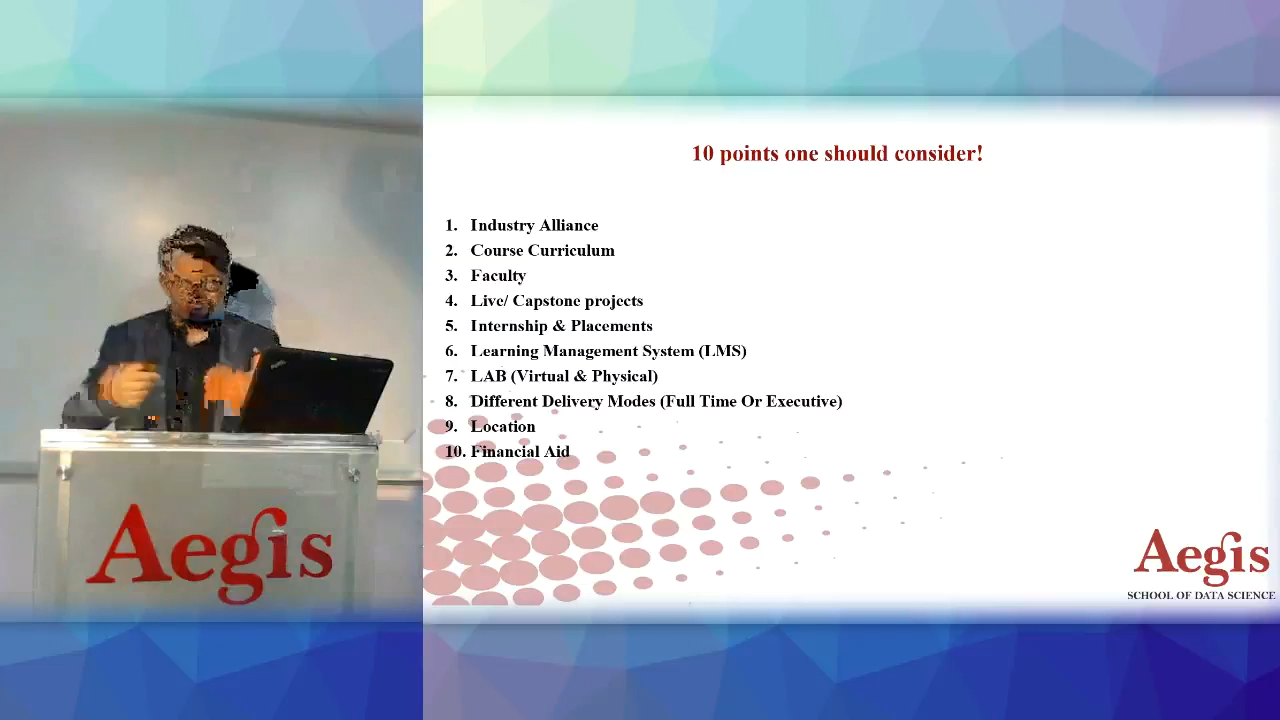 10 points one should consider!
1. Industry Alliance
2. Course Curriculum
3. Faculty
4. Live/ Capstone projects
5. Internship & Placements
6. Learning Management System (LMS)
7. LAB (Virtual & Physical)
8. Different Delivery Modes (Full Time Or Executive)
9. Location
10. Financial Aid
Aegis
Aegis
SCHOOL OF DATA SCIENCE